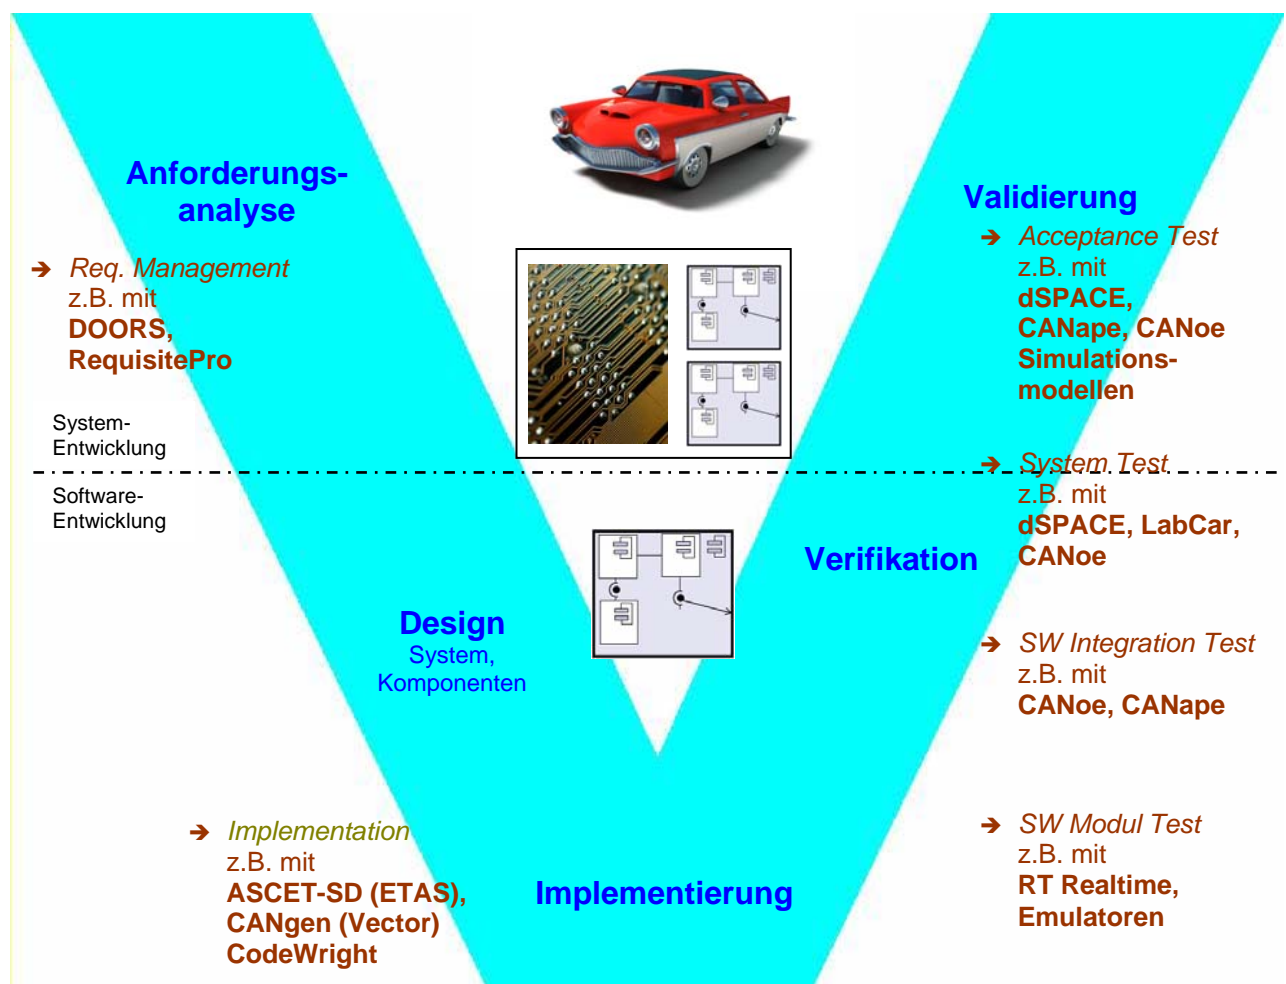 Anforderungs-
analyse
➔ Req. Management
z.B. mit
DOORS,
RequisitePro
System-
Entwicklung
Software-
Entwicklung
Design
System,
Komponenten
➔ Implementation
z.B. mit
ASCET-SD (ETAS),
CANgen (Vector)
CodeWright
Implementierung
Validierung
➔ Acceptance Test
z.B. mit
dSPACE,
CANape, CANoe
Simulations-
modellen
➔ System Test
z.B. mit
dSPACE, LabCar,
CANoe
Verifikation
➔ SW Integration Test
z.B. mit
CANoe, CANape
➔ SW Modul Test
z.B. mit
RT Realtime,
Emulatoren